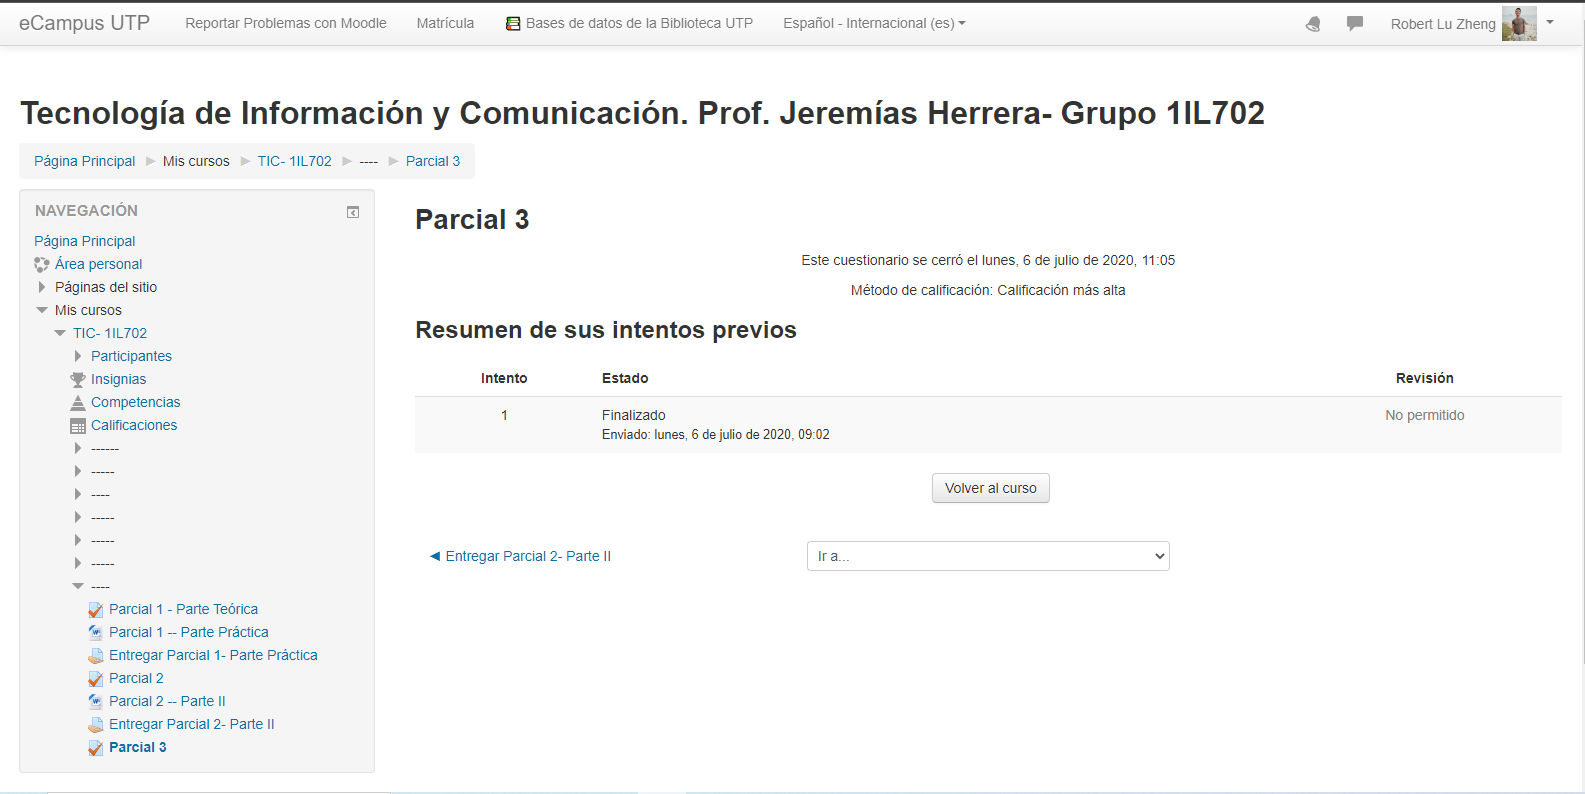 eCampus UTP Reportar Problemas con Moodle Matrícula Bases de datos de la Biblioteca UTP Español - Internacional (es) Robert Lu Zheng
Tecnología de Información y Comunicación. Prof. Jeremías Herrera- Grupo 1IL702
Página Principal Mis cursos TIC- 1IL702 ---- Parcial 3
NAVEGACIÓN
Página Principal
Área personal
Páginas del sitio
Mis cursos
TIC- 1IL702
Participantes
Insignias
Competencias
Calificaciones
------
-----
----
-----
-----
-----
----
Parcial 1 - Parte Teórica
Parcial 1 -- Parte Práctica
Entregar Parcial 1- Parte Práctica
Parcial 2
Parcial 2 -- Parte II
Entregar Parcial 2- Parte II
Parcial 3
Parcial 3
Este cuestionario se cerró el lunes, 6 de julio de 2020, 11:05
Método de calificación: Calificación más alta
Resumen de sus intentos previos
Intento Estado Revisión
1 Finalizado No permitido
Enviado: lunes, 6 de julio de 2020, 09:02
Volver al curso
◄ Entregar Parcial 2- Parte II Ir a...